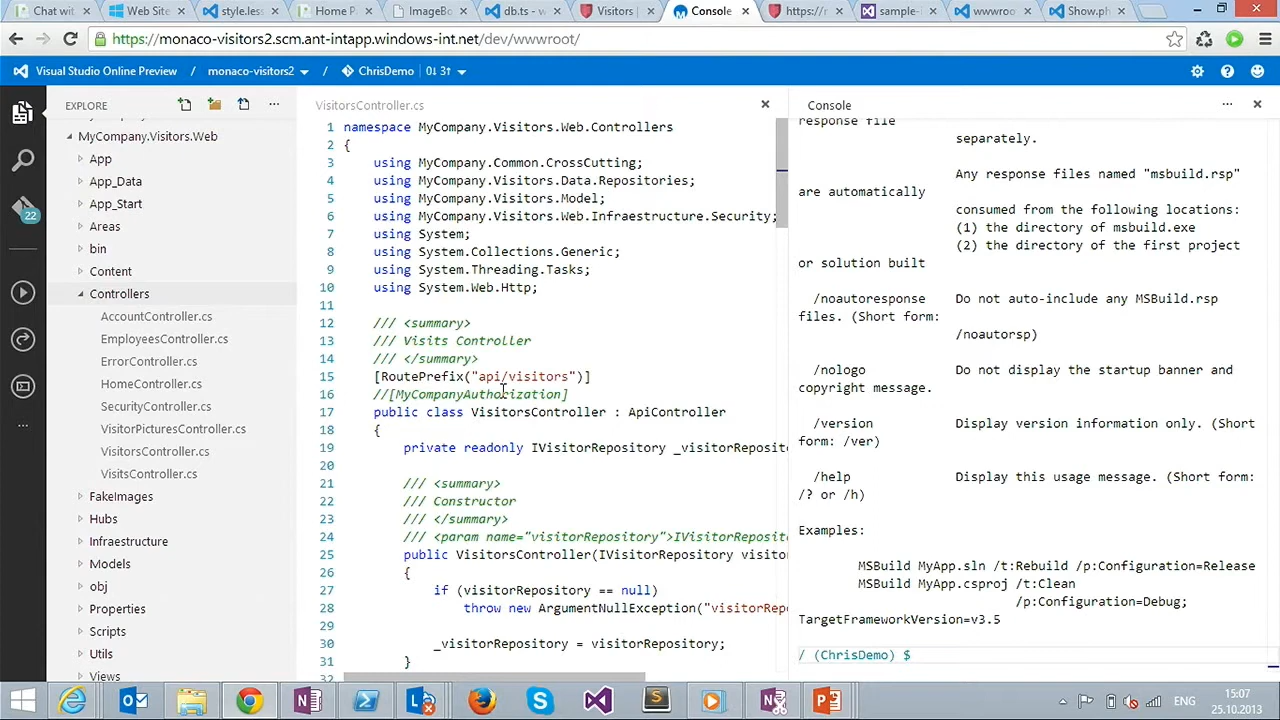 Chat wit
Web Site
style.less
Home P
ImageBo
db.ts - w
Visitors |
Console
https://
sample-
wwwroo
Show.ph
https://monaco-visitors2.scm.ant-intapp.windows-int.net/dev/wwwroot/
Visual Studio Online Preview / monaco-visitors2 / ChrisDemo 0↓ 3↑
EXPLORE
MyCompany.Visitors.Web
App
App_Data
App_Start
Areas
bin
Content
Controllers
AccountController.cs
EmployeesController.cs
ErrorController.cs
HomeController.cs
SecurityController.cs
VisitorPicturesController.cs
VisitorsController.cs
VisitsController.cs
FakeImages
Hubs
Infrastructure
Models
obj
Properties
Scripts
Utils
Views
22
VisitorsController.cs
1 namespace MyCompany.Visitors.Web.Controllers
2 {
3 using MyCompany.Common.CrossCutting;
4 using MyCompany.Visitors.Data.Repositories;
5 using MyCompany.Visitors.Model;
6 using MyCompany.Visitors.Web.Infraestructure.Security;
7 using System;
8 using System.Collections.Generic;
9 using System.Threading.Tasks;
10 using System.Web.Http;
11
12 /// <summary>
13 /// Visits Controller
14 /// </summary>
15 [RoutePrefix("api/visitors")]
16 //[MyCompanyAuthorization]
17 public class VisitorsController : ApiController
18 {
19 private readonly IVisitorRepository _visitorReposito
20
21 /// <summary>
22 /// Constructor
23 /// </summary>
24 /// <param name="visitorRepository">IVisitorReposito
25 public VisitorsController(IVisitorRepository visitor
26 {
27 if (visitorRepository == null)
28 throw new ArgumentNullException("visitorRepo
29
30 _visitorRepository = visitorRepository;
31 }
32
Console
response file
separately.
Any response files named "msbuild.rsp"
are automatically
consumed from the following locations:
(1) the directory of msbuild.exe
(2) the directory of the first project
or solution built
/noautoresponse Do not auto-include any MSBuild.rsp
files. (Short form:
/noautorsp)
/nologo Do not display the startup banner and
copyright message.
/version Display version information only. (Short
form: /ver)
/help Display this usage message. (Short form:
/? or /h)
Examples:
MSBuild MyApp.sln /t:Rebuild /p:Configuration=Release
MSBuild MyApp.csproj /t:Clean
/p:Configuration=Debug;
TargetFrameworkVersion=v3.5
/ (ChrisDemo) $
ENG
15:07
25.10.2013